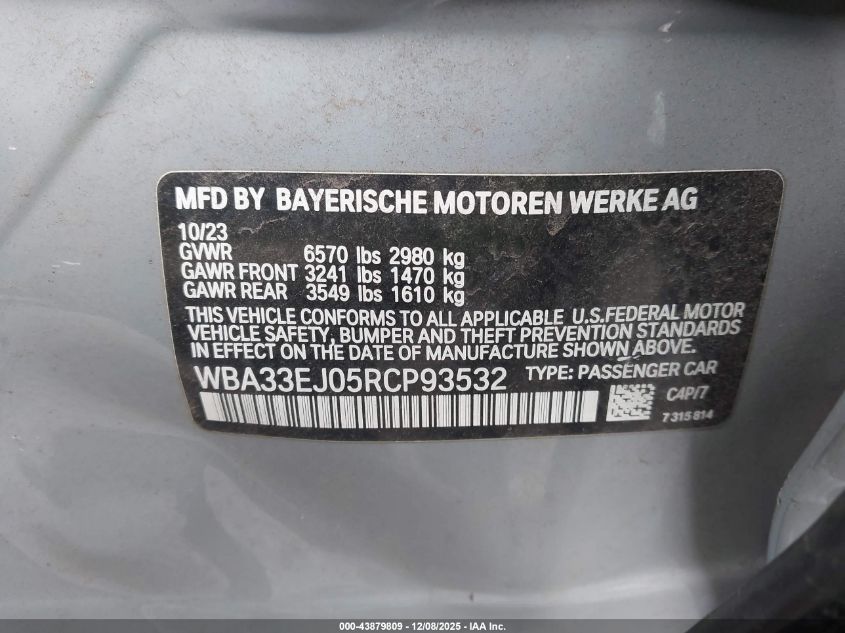 MFD BY BAYERISCHE MOTOREN WERKE AG
10/23
GVWR 6570 lbs 2980 kg
GAWR FRONT 3241 lbs 1470 kg
GAWR REAR 3549 lbs 1610 kg
THIS VEHICLE CONFORMS TO ALL APPLICABLE U.S.FEDERAL MOTOR
VEHICLE SAFETY, BUMPER AND THEFT PREVENTION STANDARDS
IN EFFECT ON THE DATE OF MANUFACTURE SHOWN ABOVE.
WBA33EJ05RCP93532 TYPE: PASSENGER CAR
C4P/7
7315814
000-43879809 - 12/08/2025 - IAA Inc.